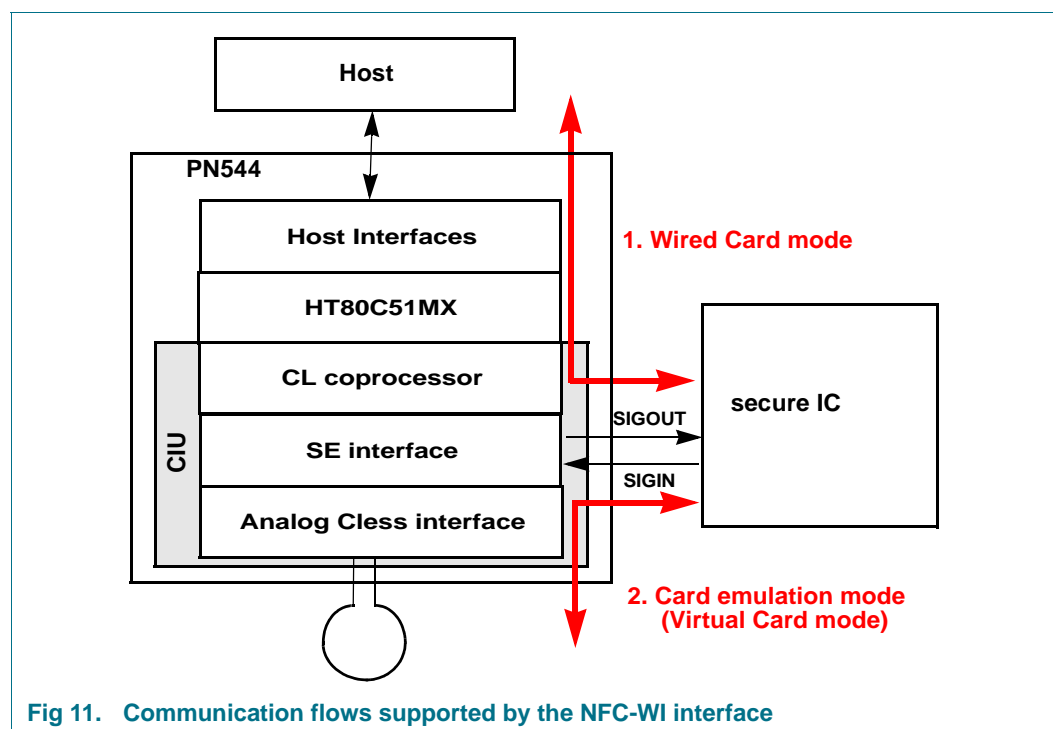 Host
PN544
Host Interfaces
1. Wired Card mode
HT80C51MX
CL coprocessor
secure IC
SIGOUT
CIU
SE interface
SIGIN
Analog Cless interface
2. Card emulation mode
(Virtual Card mode)
Fig 11. Communication flows supported by the NFC-WI interface